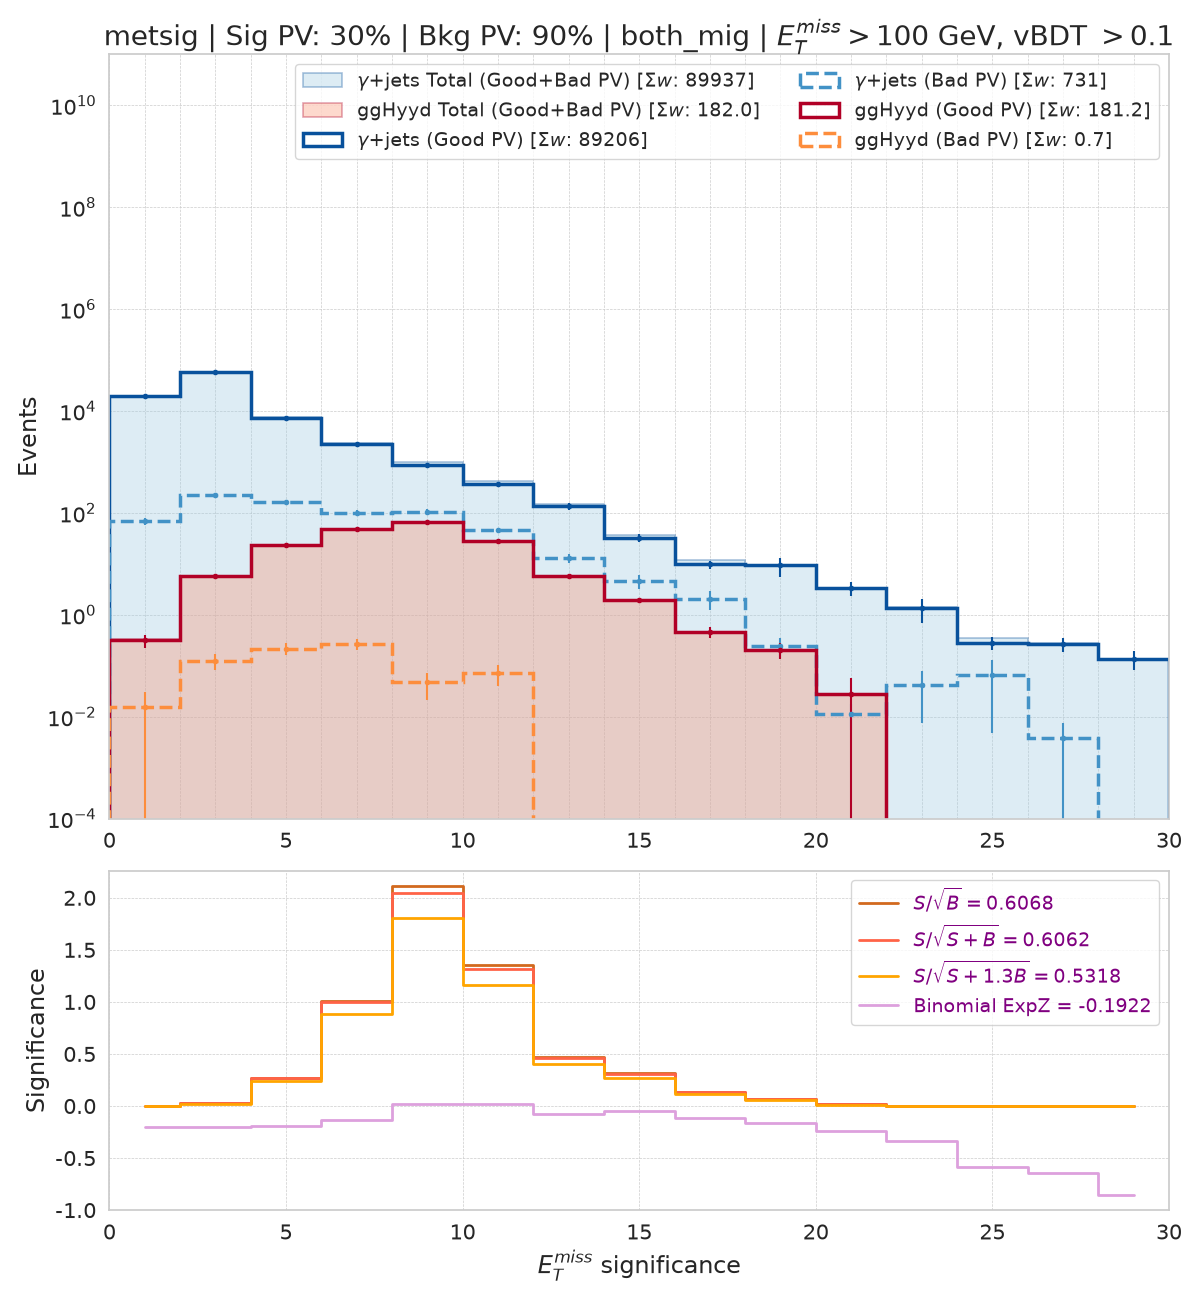 metsig | Sig PV: 30% | Bkg PV: 90% | both_mig | E_T^{miss} > 100 GeV, vBDT > 0.1
γ+jets Total (Good+Bad PV) [Σw: 89937]
ggHyyd Total (Good+Bad PV) [Σw: 182.0]
γ+jets (Good PV) [Σw: 89206]
γ+jets (Bad PV) [Σw: 731]
ggHyyd (Good PV) [Σw: 181.2]
ggHyyd (Bad PV) [Σw: 0.7]
Events
10^{10}
10^{8}
10^{6}
10^{4}
10^{2}
10^{0}
10^{-2}
10^{-4}
0 5 10 15 20 25 30
Significance
2.0
1.5
1.0
0.5
0.0
-0.5
-1.0
S/√B = 0.6068
S/√S + B = 0.6062
S/√S + 1.3B = 0.5318
Binomial ExpZ = -0.1922
0 5 10 15 20 25 30
E_T^{miss} significance